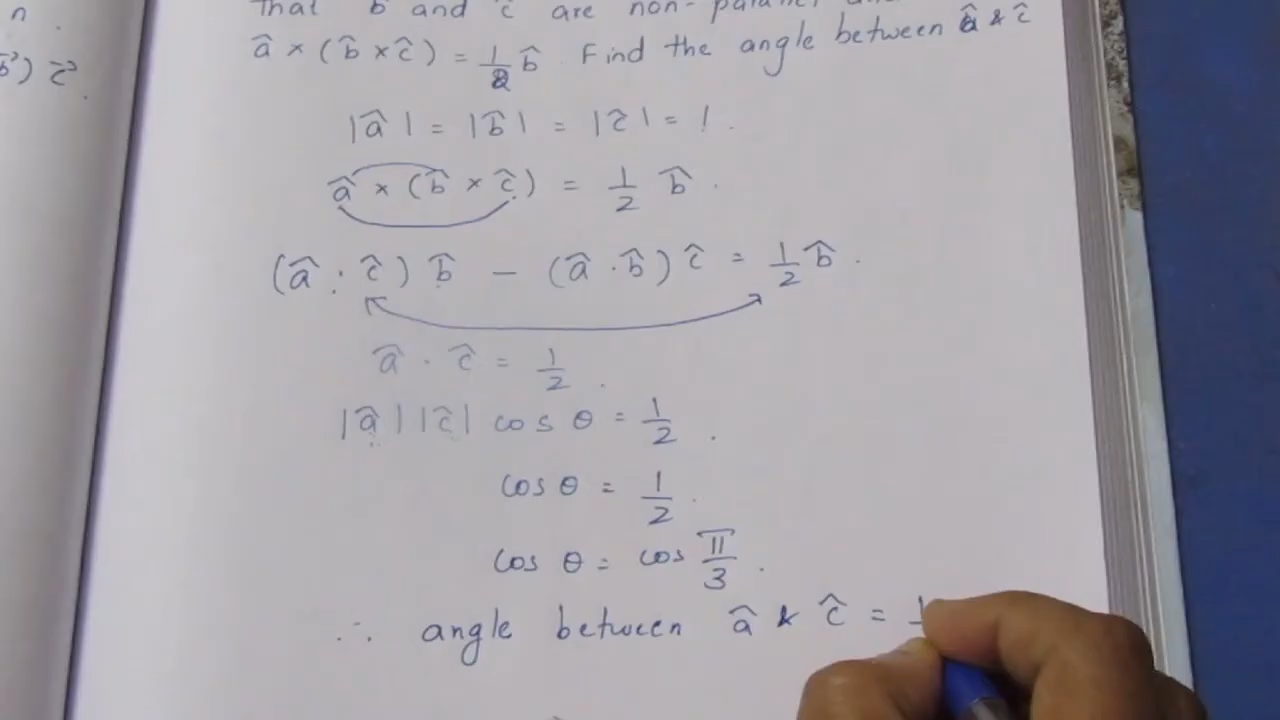 n
b⃗) c⃗.
That b̂ and ĉ are non-parallel
â × (b̂ × ĉ) = 1/2 b̂. Find the angle between â & ĉ
|â| = |b̂| = |ĉ| = 1.
â × (b̂ × ĉ) = 1/2 b̂.
(â · ĉ) b̂ − (â · b̂) ĉ = 1/2 b̂.
â · ĉ = 1/2.
|â| |ĉ| cos θ = 1/2.
cos θ = 1/2.
cos θ = cos π/3.
∴ angle between â & ĉ =